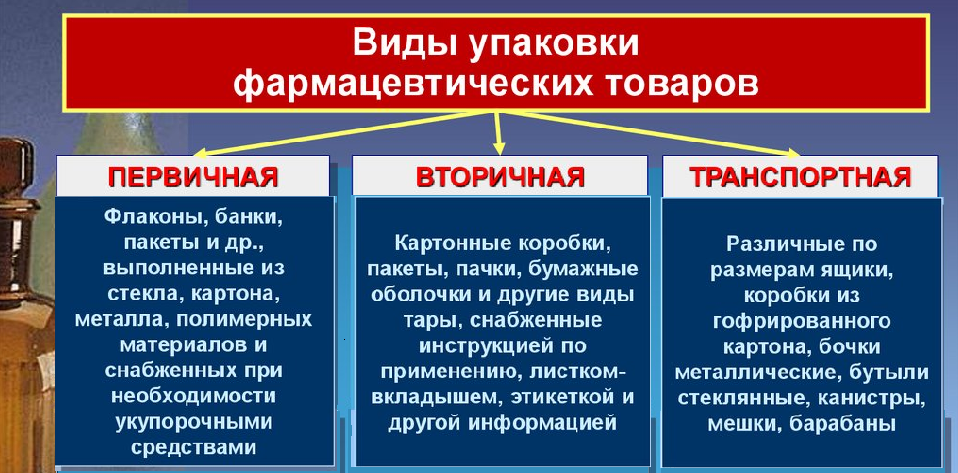 Виды упаковки
фармацевтических товаров
ПЕРВИЧНАЯ
Флаконы, банки,
пакеты и др.,
выполненные из
стекла, картона,
металла, полимерных
материалов и
снабженных при
необходимости
укупорочными
средствами
ВТОРИЧНАЯ
Картонные коробки,
пакеты, пачки, бумажные
оболочки и другие виды
тары, снабженные
инструкцией по
применению, листком-
вкладышем, этикеткой и
другой информацией
ТРАНСПОРТНАЯ
Различные по
размерам ящики,
коробки из
гофрированного
картона, бочки
металлические, бутыли
стеклянные, канистры,
мешки, барабаны